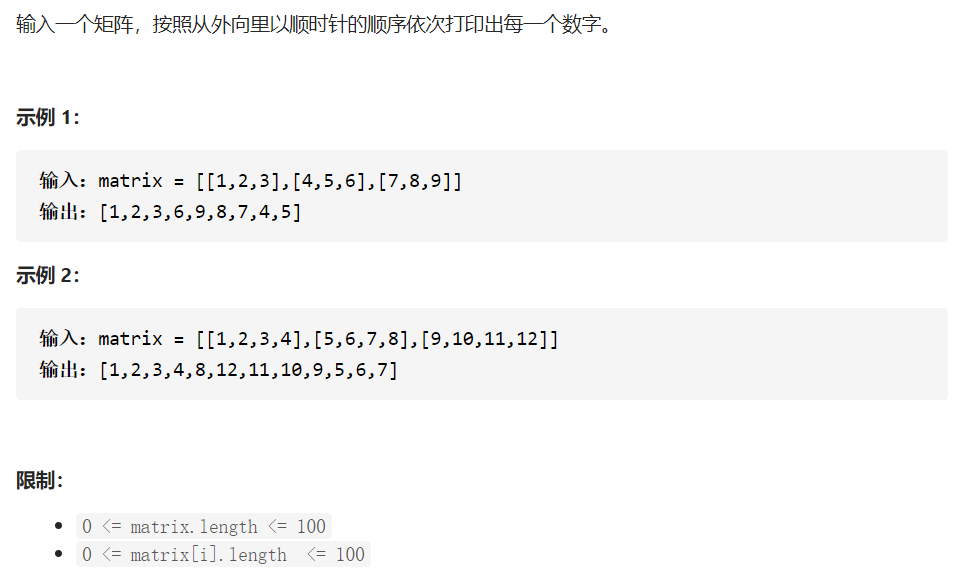 输入一个矩阵，按照从外向里以顺时针的顺序依次打印出每一个数字。
示例 1：
输入：matrix = [[1,2,3],[4,5,6],[7,8,9]]
输出：[1,2,3,6,9,8,7,4,5]
示例 2：
输入：matrix = [[1,2,3,4],[5,6,7,8],[9,10,11,12]]
输出：[1,2,3,4,8,12,11,10,9,5,6,7]
限制：
• 0 <= matrix.length <= 100
• 0 <= matrix[i].length  <= 100